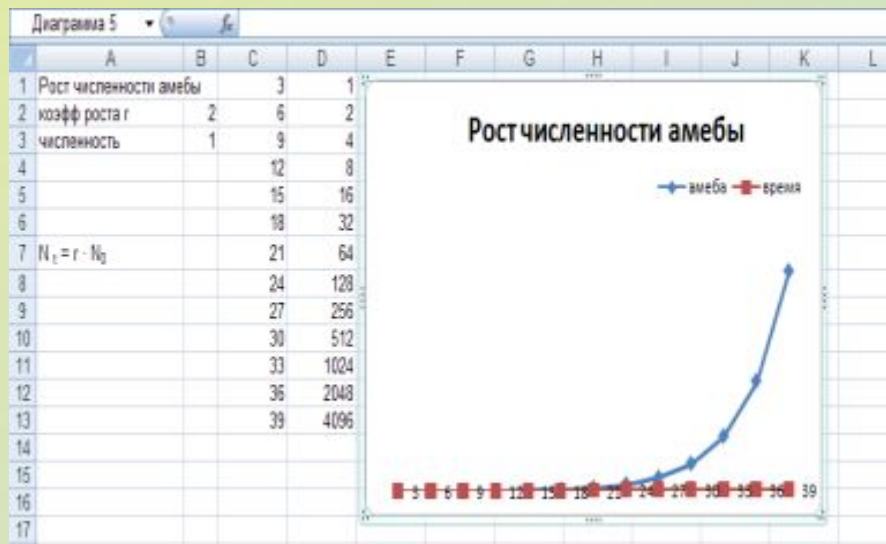 Диаграмма 5 fx
A B C D E F G H I J K L
1 Рост численности амебы 3 1
2 коэфф роста r 2 6 2
3 численность 1 9 4
4 12 8
5 15 16
6 18 32
7 N t = r · N0 21 64
8 24 128
9 27 256
10 30 512
11 33 1024
12 36 2048
13 39 4096
14
15
16
17
Рост численности амебы
амеба время
3 6 9 12 15 18 21 24 27 30 33 36 39